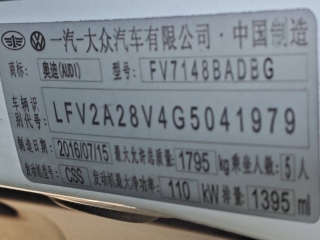 一汽-大众汽车有限公司·中国制造
商标: 奥迪(AUDI) 型号: FV7148BADBG
车辆识别代号: LFV2A28V4G5041979
制造日期: 2016/07/15 最大允许总质量: 1795 kg 乘坐人数: 5人
发动机型号: CSS 发动机最大净功率: 110 kW 排量: 1395 ml